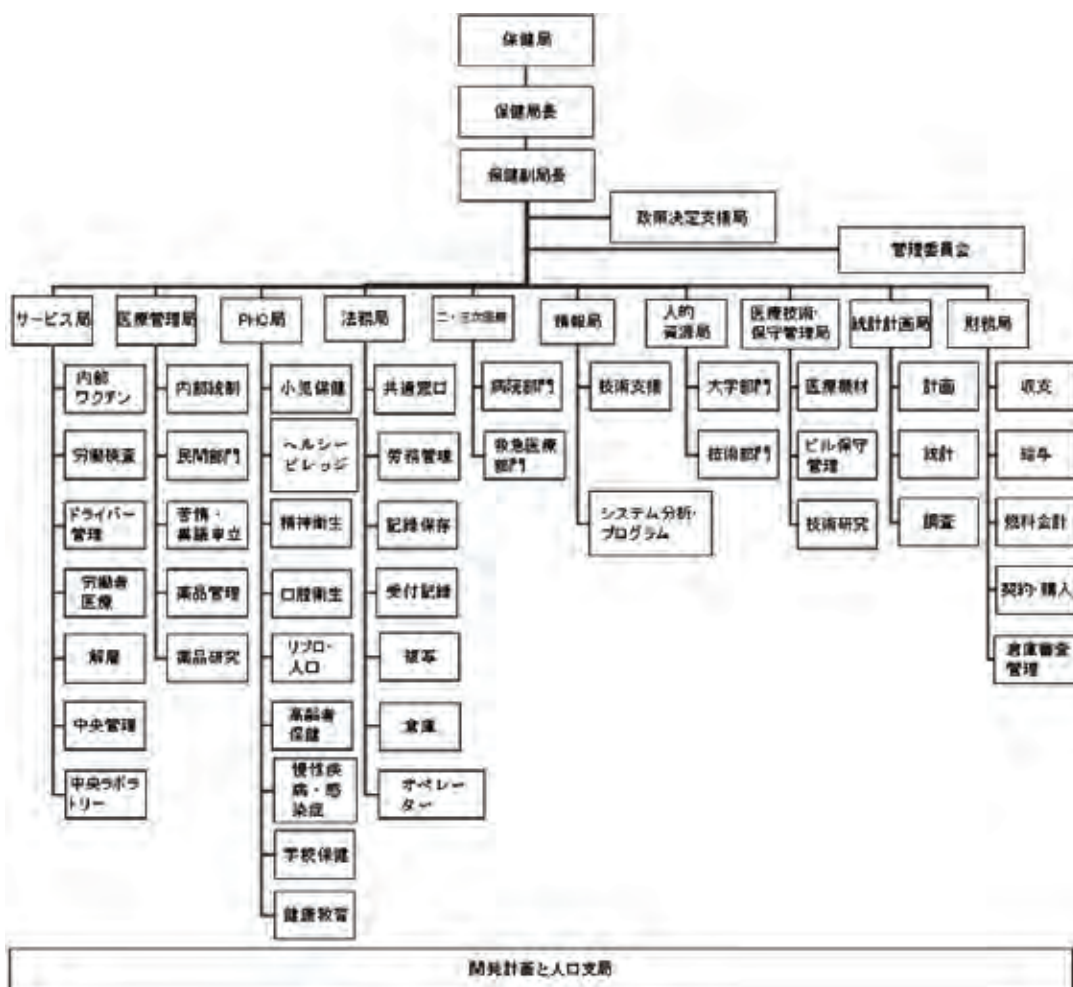 保健局
保健局長
保健副局長
政策決定支援局
管理委員会
サービス局
医療管理局
PHC局
法務局
二・三次医療
情報局
人的
資源局
医療技術・
保守管理局
統計計画局
財務局
内部
ワクチン
労働検査
ドライバー
管理
労働者
医療
解屠
中央管理
中央ラボラ
トリー
内部統制
民間部門
苦情・
異議申立
薬品管理
薬品研究
小児保健
ヘルシー
ビレッジ
精神衛生
口腔衛生
リプロ・
人口
高齢者
保健
慢性疾
病・感
染症
学校保健
健康教育
共通窓口
労務管理
記録保存
受付記録
複写
倉庫
オペレー
ター
病院部門
救急医療
部門
技術支援
システム分析・
プログラム
大学部門
技術部門
医療機材
ビル保守
管理
技術研究
計画
統計
調査
収支
給与
燃料会計
契約・購入
倉庫審査
管理
開発計画と人口支局